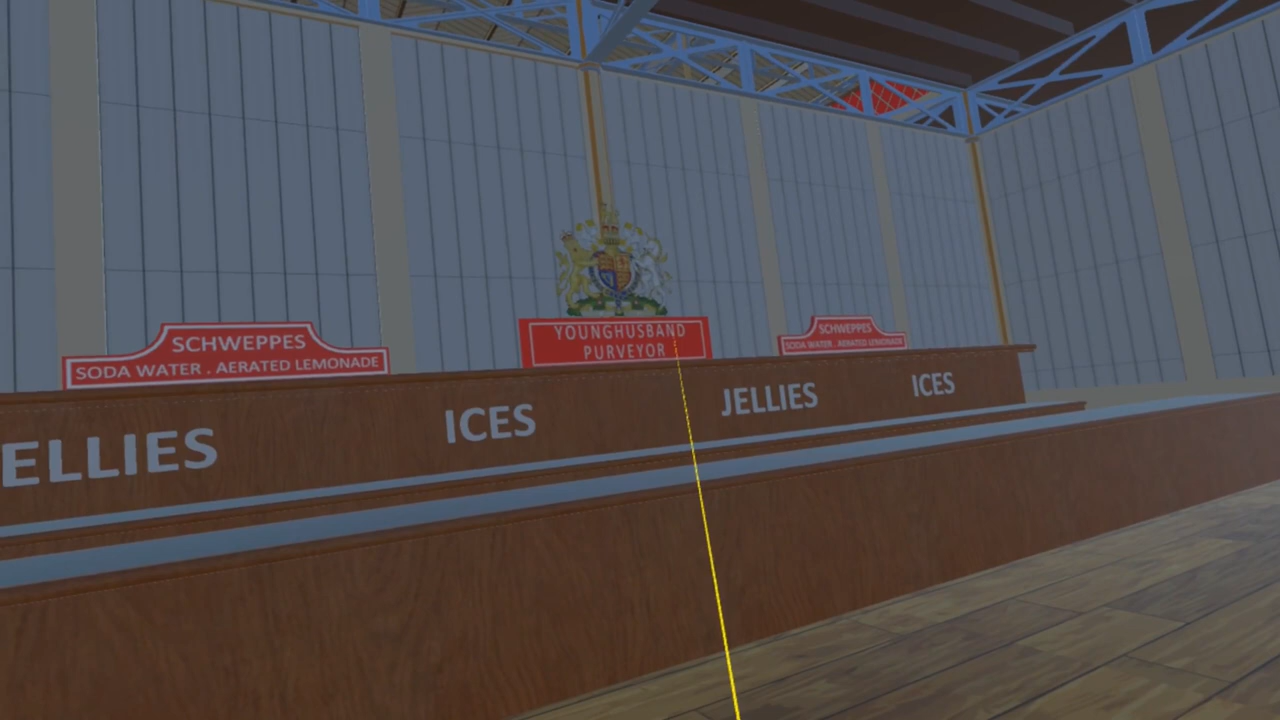 SCHWEPPES
SODA WATER . AERATED LEMONADE
YOUNGHUSBAND
PURVEYOR
SCHWEPPES
SODA WATER . AERATED LEMONADE
ELLIES
ICES
JELLIES
ICES